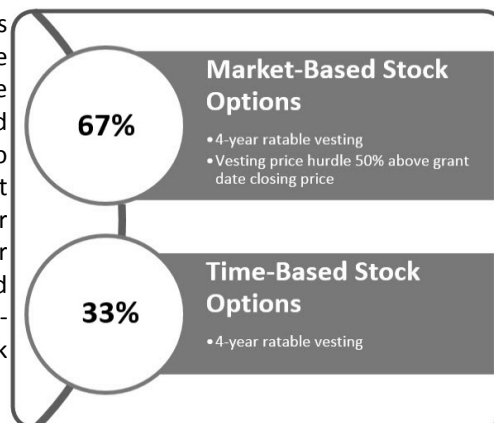 67%
Market-Based Stock
Options
•4-year ratable vesting
•Vesting price hurdle 50% above grant
date closing price
33%
Time-Based Stock
Options
•4-year ratable vesting